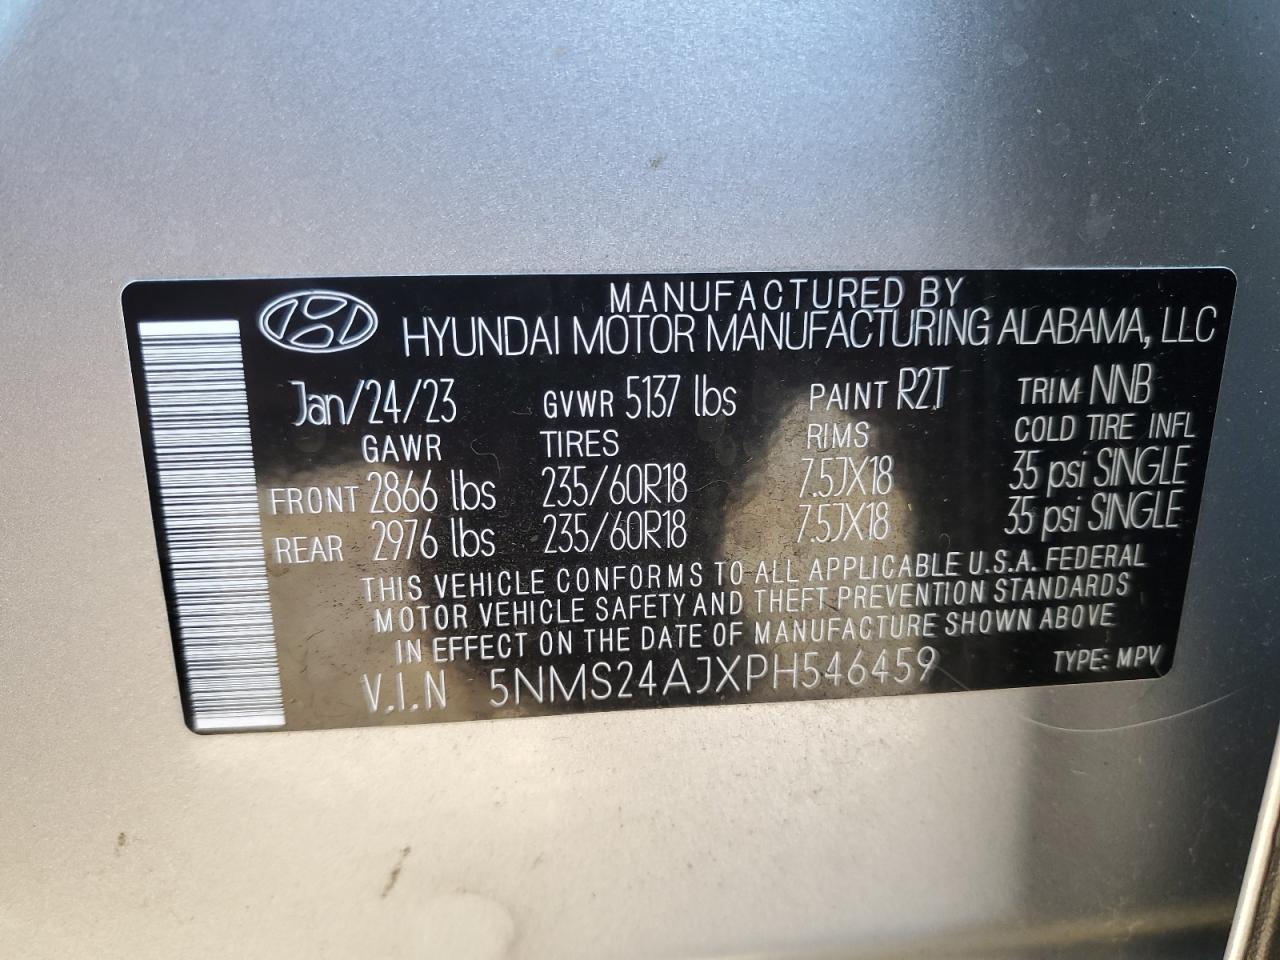 MANUFACTURED BY
HYUNDAI MOTOR MANUFACTURING ALABAMA, LLC
Jan/24/23 GVWR 5137 lbs PAINT R2T TRIM NNB
GAWR TIRES RIMS COLD TIRE INFL
FRONT 2866 lbs 235/60R18 7.5JX18 35 psi SINGLE
REAR 2976 lbs 235/60R18 7.5JX18 35 psi SINGLE
THIS VEHICLE CONFORMS TO ALL APPLICABLE U.S.A. FEDERAL
MOTOR VEHICLE SAFETY AND THEFT PREVENTION STANDARDS
IN EFFECT ON THE DATE OF MANUFACTURE SHOWN ABOVE
V.I.N 5NMS24AJXPH546459 TYPE: MPV